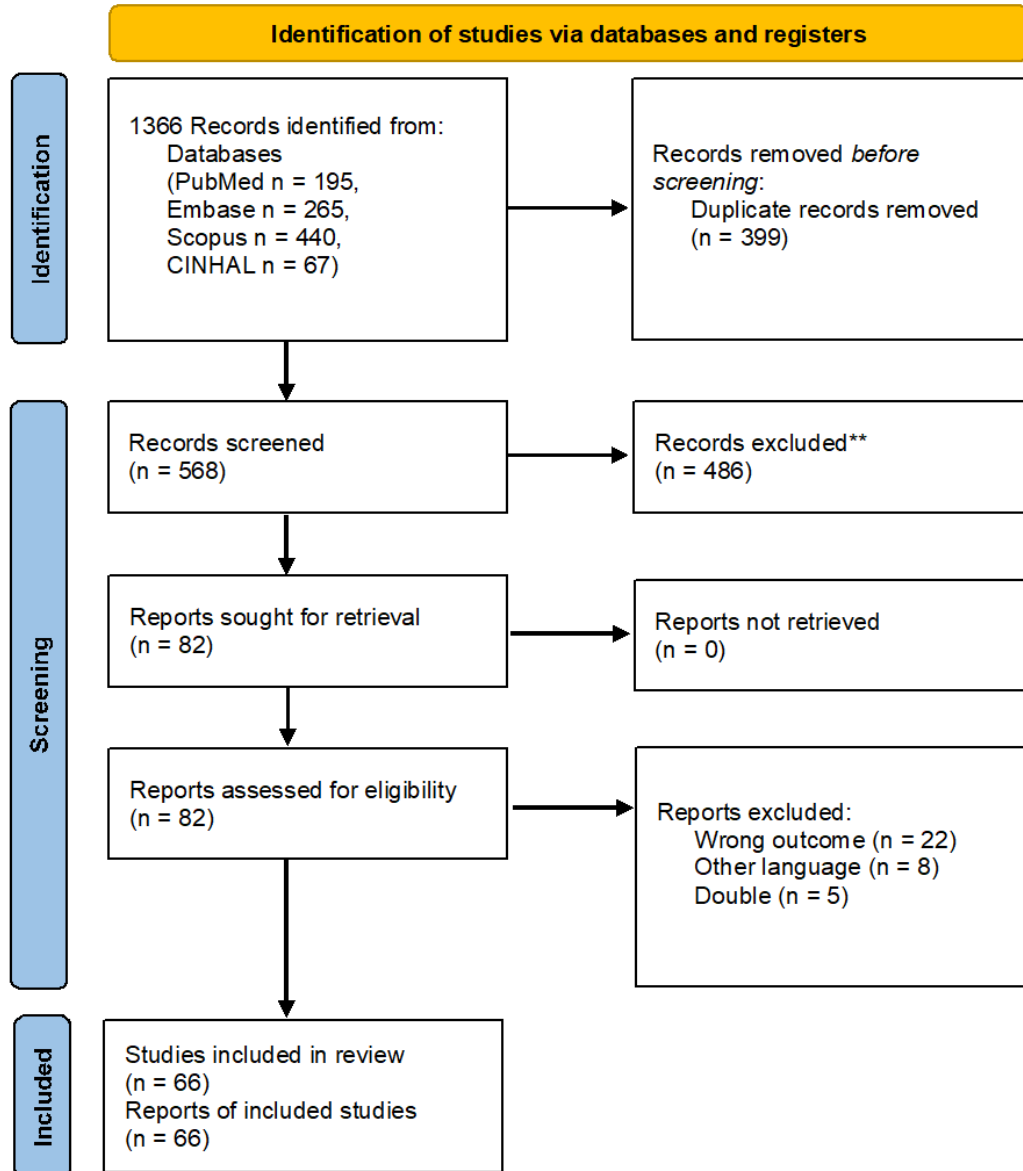 Identification of studies via databases and registers
Identification
1366 Records identified from:
Databases
(PubMed n = 195,
Embase n = 265,
Scopus n = 440,
CINHAL n = 67)
Records removed before
screening:
Duplicate records removed
(n = 399)
Screening
Records screened
(n = 568)
Records excluded**
(n = 486)
Reports sought for retrieval
(n = 82)
Reports not retrieved
(n = 0)
Reports assessed for eligibility
(n = 82)
Reports excluded:
Wrong outcome (n = 22)
Other language (n = 8)
Double (n = 5)
Included
Studies included in review
(n = 66)
Reports of included studies
(n = 66)